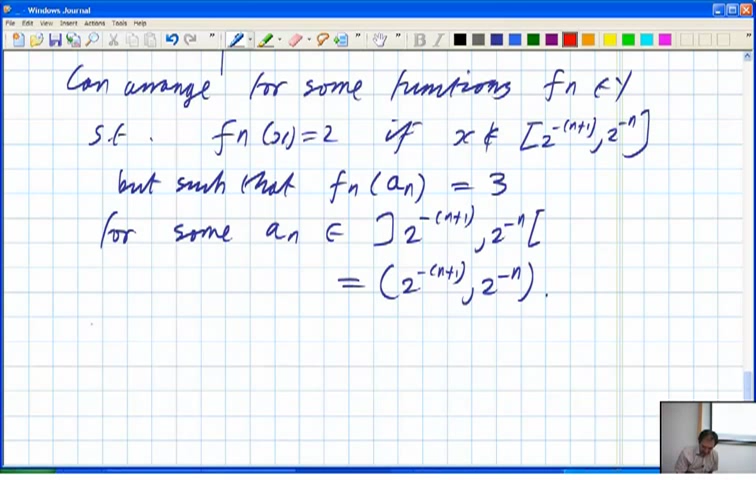 Windows Journal
File Edit View Insert Actions Tools Help
Can arrange for some functions fn ∈ Y
s.t. fn(x) = 2 if x ∉ [2^-(n+1), 2^-n]
but such that fn(an) = 3
for some an ∈ ]2^-(n+1), 2^-n[
= (2^-(n+1), 2^-n).